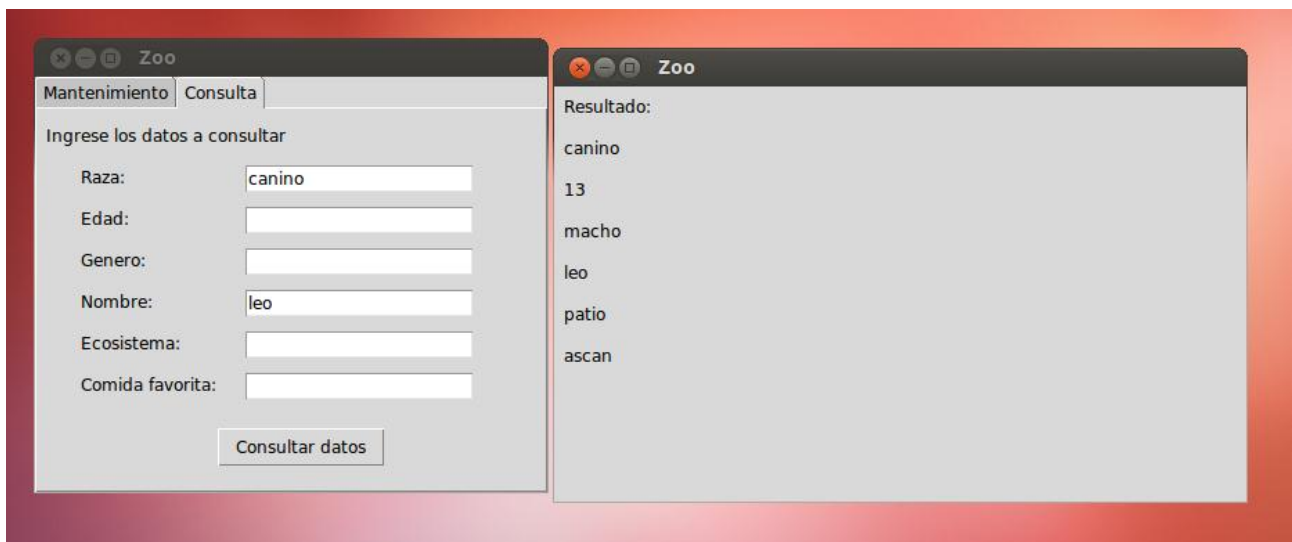 Zoo
Mantenimiento Consulta
Ingrese los datos a consultar
Raza: canino
Edad:
Genero:
Nombre: leo
Ecosistema:
Comida favorita:
Consultar datos
Zoo
Resultado:
canino
13
macho
leo
patio
ascan